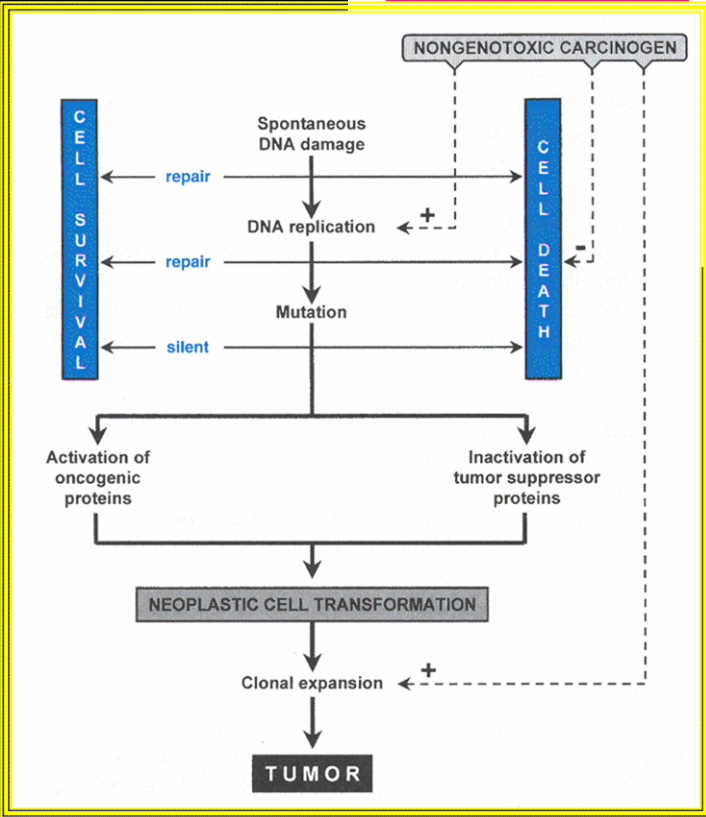 NONGENOTOXIC CARCINOGEN
CELL SURVIVAL
CELL DEATH
Spontaneous
DNA damage
repair
DNA replication
+
repair
-
Mutation
silent
Activation of
oncogenic
proteins
Inactivation of
tumor suppressor
proteins
NEOPLASTIC CELL TRANSFORMATION
Clonal expansion
+
TUMOR